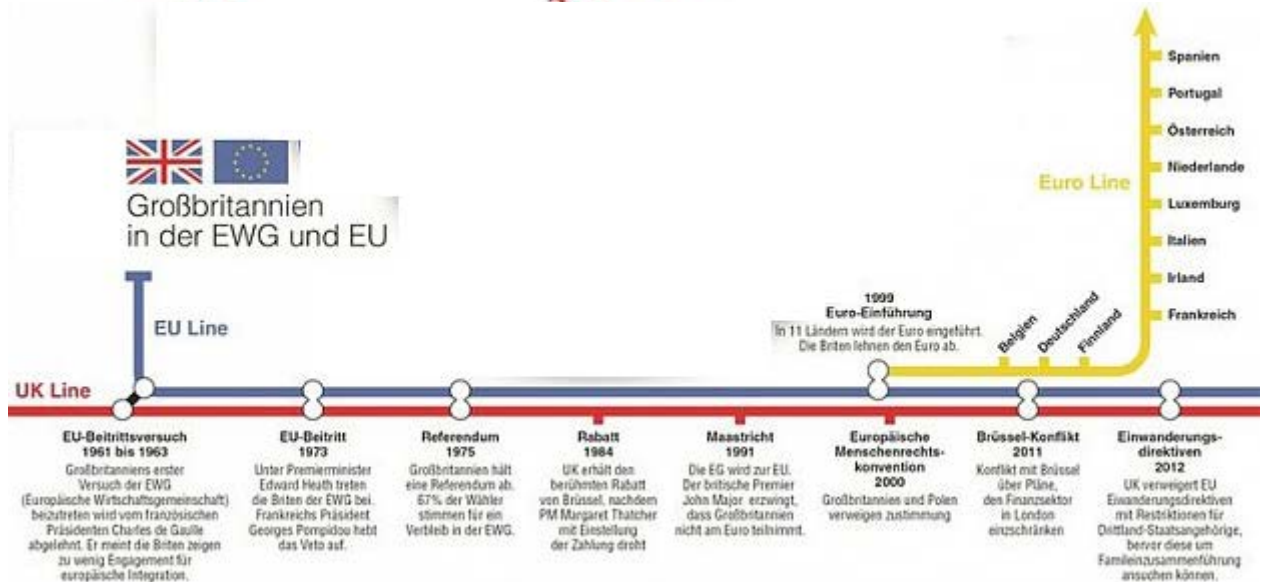 Großbritannien
in der EWG und EU
EU Line
UK Line
Euro Line
Spanien
Portugal
Österreich
Niederlande
Luxemburg
Italien
Irland
Frankreich
Belgien
Deutschland
Finnland
1999
Euro-Einführung
In 11 Ländern wird der Euro eingeführt.
Die Briten lehnen den Euro ab.
EU-Beitrittsversuch
1961 bis 1963
Großbritanniens erster
Versuch der EWG
(Europäische Wirtschaftsgemeinschaft)
beizutreten wird vom französischen
Präsidenten Charles de Gaulle
abgelehnt. Er meint die Briten zeigen
zu wenig Engagement für
europäische Integration.
EU-Beitritt
1973
Unter Premierminister
Edward Heath treten
die Briten der EWG bei.
Frankreichs Präsident
Georges Pompidou hebt
das Veto auf.
Referendum
1975
Großbritannien hält
eine Referendum ab.
67% der Wähler
stimmen für ein
Verbleib in der EWG.
Rabatt
1984
UK erhält den
berühmten Rabatt
von Brüssel, nachdem
PM Margaret Thatcher
mit Einstellung
der Zahlung droht
Maastricht
1991
Die EG wird zur EU.
Der britische Premier
John Major erzwingt,
dass Großbritannien
nicht am Euro teilnimmt.
Europäische
Menschenrechts-
konvention
2000
Großbritannien und Polen
verweigen zustimmung
Brüssel-Konflikt
2011
Konflikt mit Brüssel
über Pläne,
den Finanzsektor
in London
einzuschränken
Einwanderungs-
direktiven
2012
UK verweigert EU
Eiwanderungsdirektiven
mit Restriktionen für
Drittland-Staatsangehörige,
bervor diese um
Famileinzusammenführung
ansuchen können.